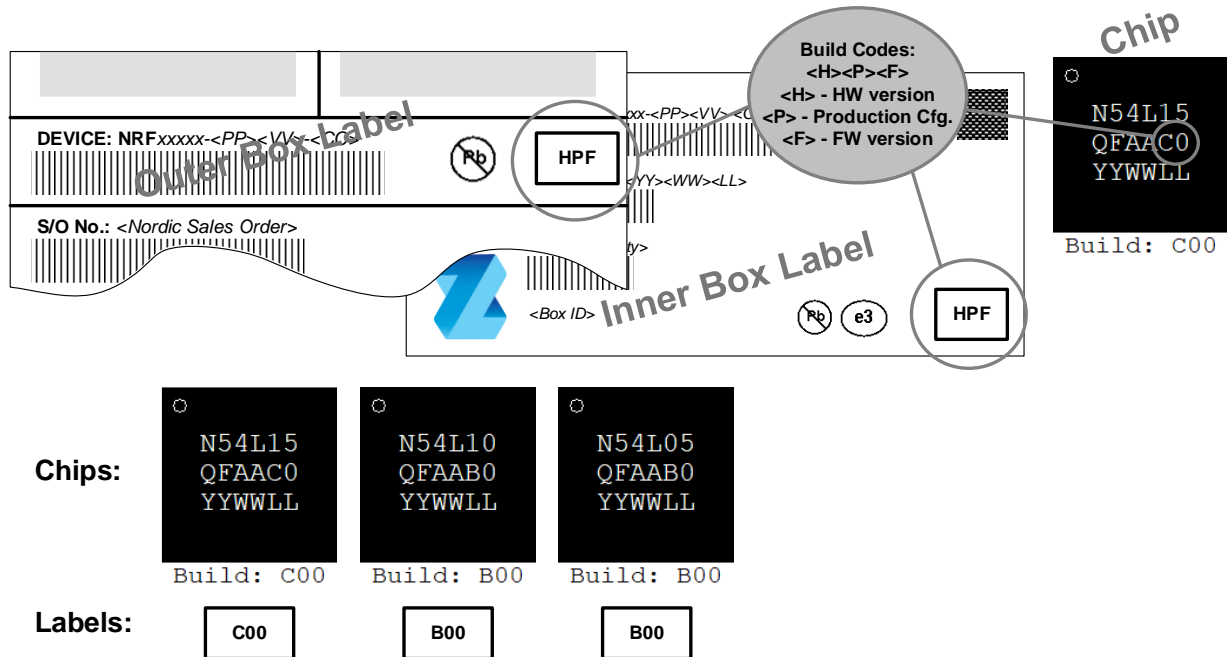 Chip
Build Codes:
<H><P><F>
<H> - HW version
<P> - Production Cfg.
<F> - FW version
N54L15
QFAAC0
YYWWLL
Build: C00
DEVICE: NRFxxxxx-<PP><VV>-<CC>
Pb
HPF
Outer Box Label
S/O No.: <Nordic Sales Order>
xx-<PP><VV>-<C
<YY><WW><LL>
ty>
<Box ID>
Inner Box Label
Pb
e3
HPF
Chips:
N54L15
QFAAC0
YYWWLL
Build: C00
N54L10
QFAAB0
YYWWLL
Build: B00
N54L05
QFAAB0
YYWWLL
Build: B00
Labels:
C00
B00
B00